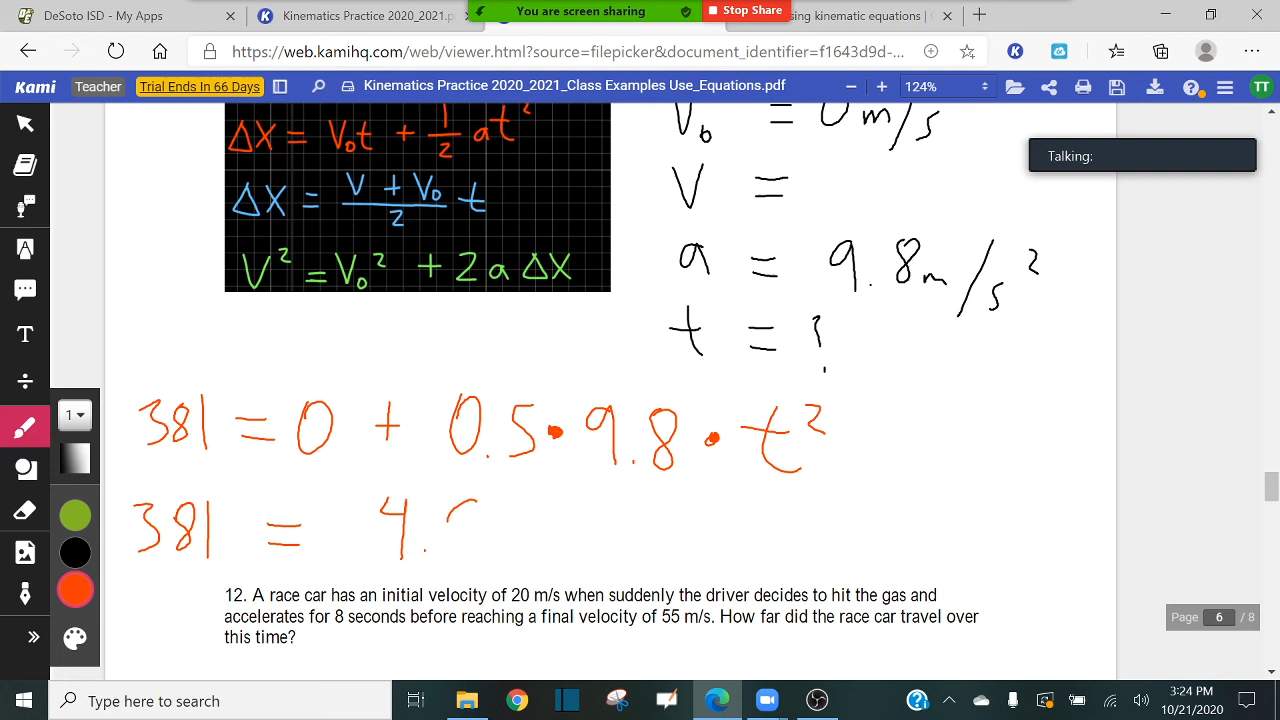 DeSoto ISD - My Apps
Kinematics Practice 2020_2021.p
You are screen sharing
Stop Share
sing kinematic equations |
https://web.kamihq.com/web/viewer.html?source=filepicker&document_identifier=f1643d9d-...
Kami Teacher Trial Ends In 66 Days Kinematics Practice 2020_2021_Class Examples Use_Equations.pdf 124% TT
Δx = V₀t + 1/2 at²
Δx = (V + V₀)/2 t
V² = V₀² + 2aΔx
V₀ = 0 m/s
V =
a = 9.8 m/s²
t = ?
Talking:
381 = 0 + 0.5 • 9.8 • t²
381 = 4.
12. A race car has an initial velocity of 20 m/s when suddenly the driver decides to hit the gas and
accelerates for 8 seconds before reaching a final velocity of 55 m/s. How far did the race car travel over
this time?
Page 6 / 8
1
Type here to search
3:24 PM
10/21/2020